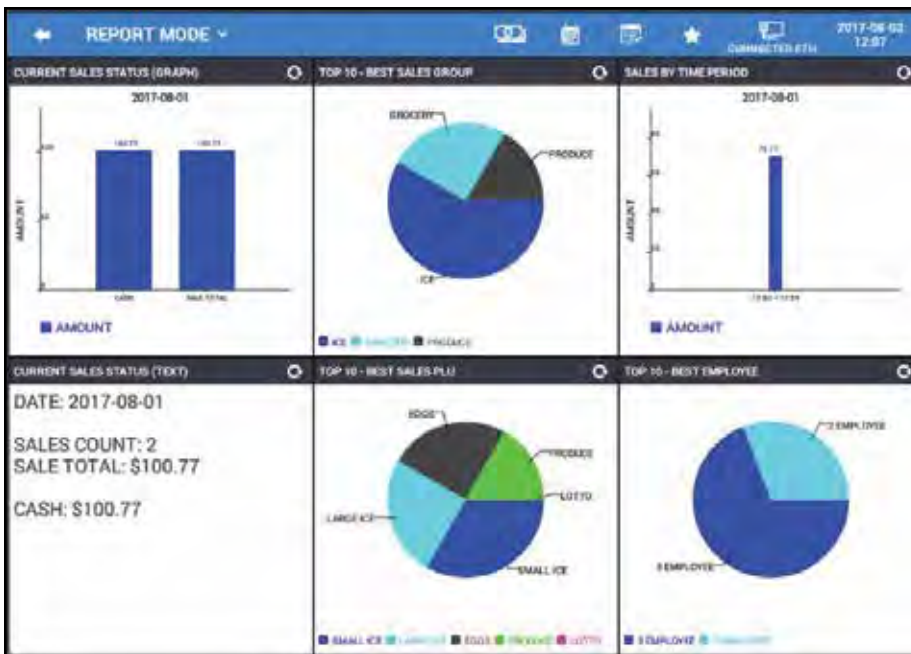 REPORT MODE
CONNECTED ETH
2017-08-02
12:07
CURRENT SALES STATUS (GRAPH)
TOP 10 - BEST SALES GROUP
SALES BY TIME PERIOD
2017-08-01
AMOUNT
CASH
SALE TOTAL
AMOUNT
GROCERY
PRODUCE
ICE
ICE
GROCERY
PRODUCE
2017-08-01
AMOUNT
AMOUNT
CURRENT SALES STATUS (TEXT)
TOP 10 - BEST SALES PLU
TOP 10 - BEST EMPLOYEE
DATE: 2017-08-01
SALES COUNT: 2
SALE TOTAL: $100.77
CASH: $100.77
EGGS
PRODUCE
LOTTO
LARGE ICE
SMALL ICE
SMALL ICE
LARGE ICE
EGGS
PRODUCE
LOTTO
2 EMPLOYEE
3 EMPLOYEE
3 EMPLOYEE